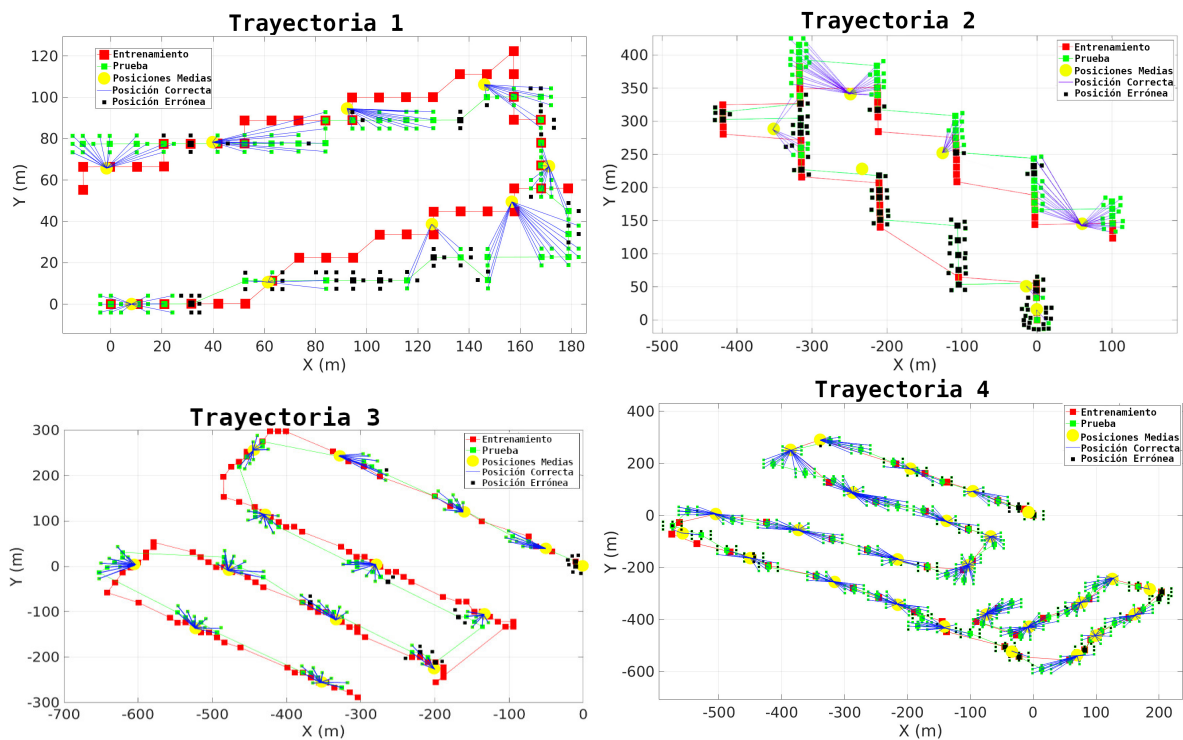 Trayectoria 1
Entrenamiento
Prueba
Posiciones Medias
Posición Correcta
Posición Errónea
120
100
80
60
40
20
0
Y (m)
0 20 40 60 80 100 120 140 160 180
X (m)
Trayectoria 2
Entrenamiento
Prueba
Posiciones Medias
Posición Correcta
Posición Errónea
400
350
300
250
200
150
100
50
0
Y (m)
-500 -400 -300 -200 -100 0 100
X (m)
Trayectoria 3
Entrenamiento
Prueba
Posiciones Medias
Posición Correcta
Posición Errónea
300
200
100
0
-100
-200
-300
Y (m)
-700 -600 -500 -400 -300 -200 -100 0
X (m)
Trayectoria 4
Entrenamiento
Prueba
Posiciones Medias
Posición Correcta
Posición Errónea
400
200
0
-200
-400
-600
Y (m)
-500 -400 -300 -200 -100 0 100 200
X (m)